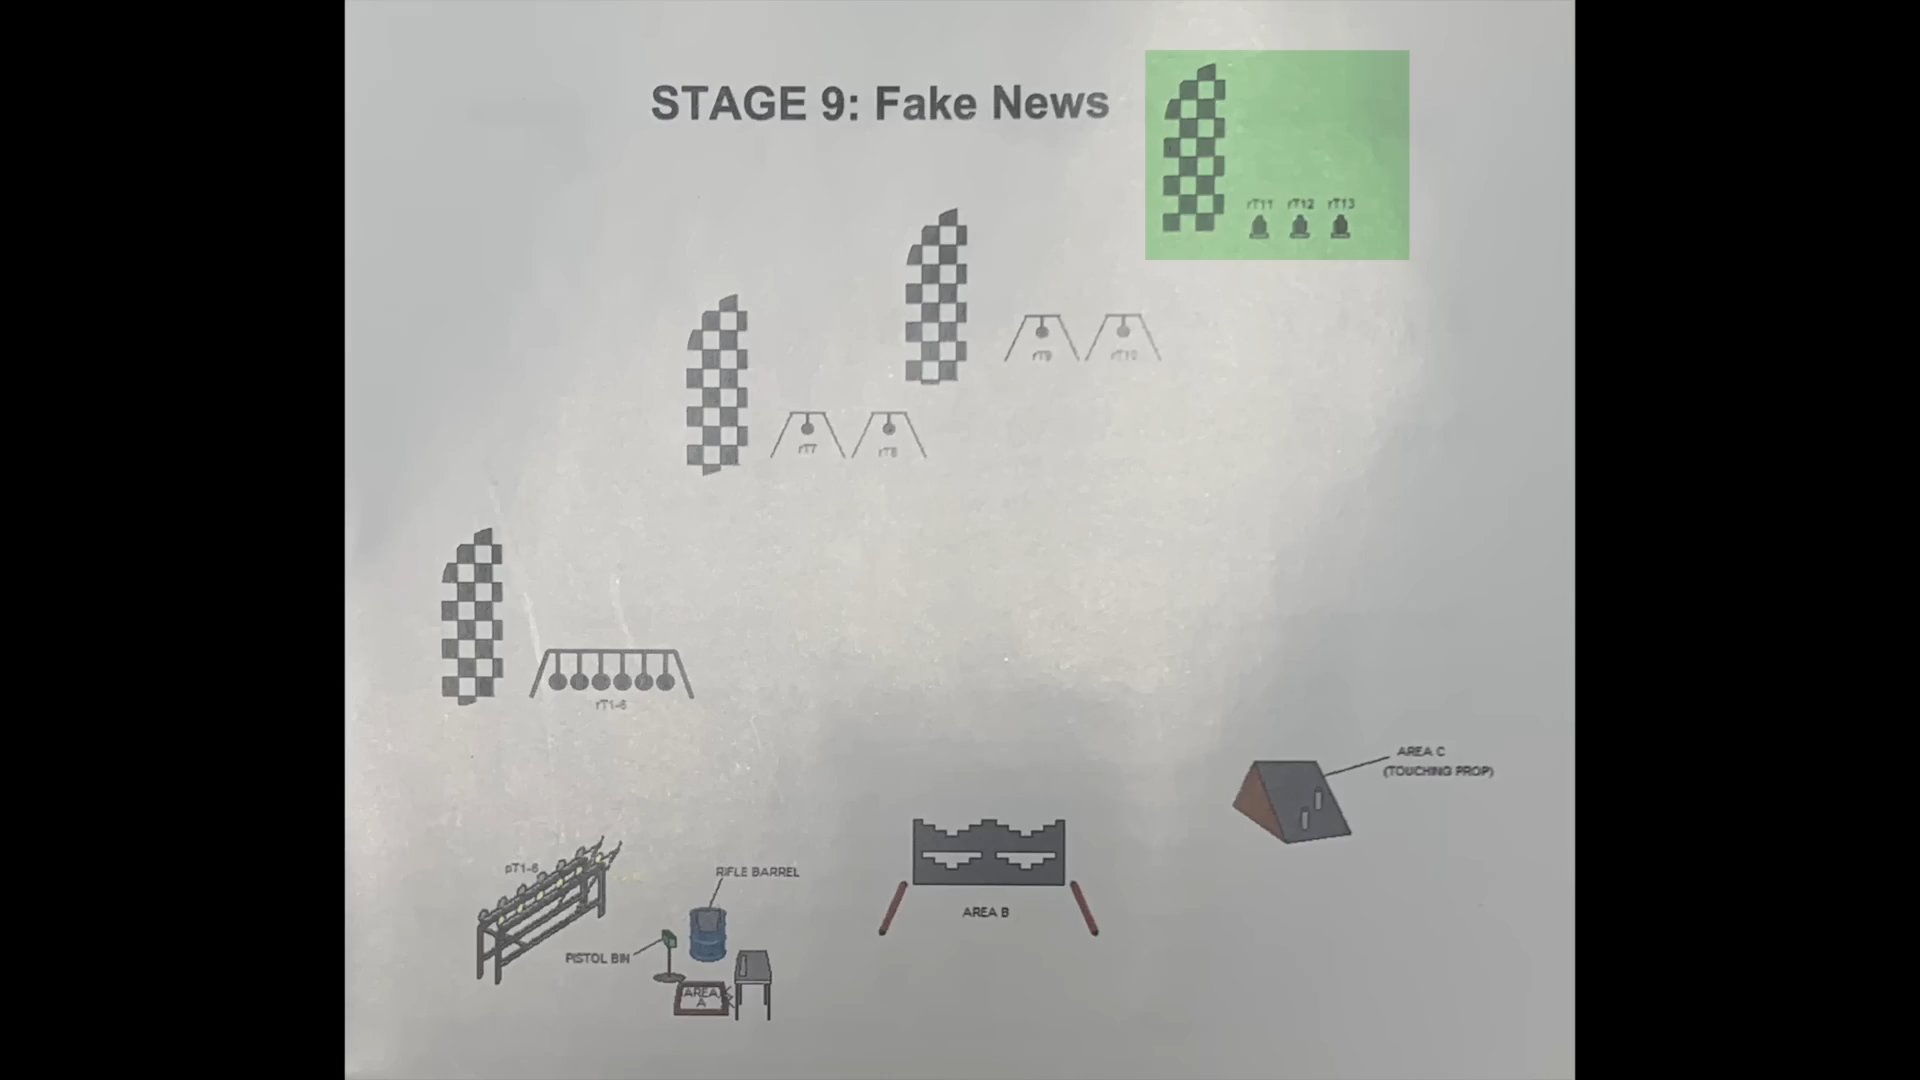 STAGE 9: Fake News
rT11 rT12 rT13
rT9 rT10
rT7 rT8
rT1-6
AREA C
(TOUCHING PROP)
pT1-6
RIFLE BARREL
AREA B
PISTOL BIN
AREA
A